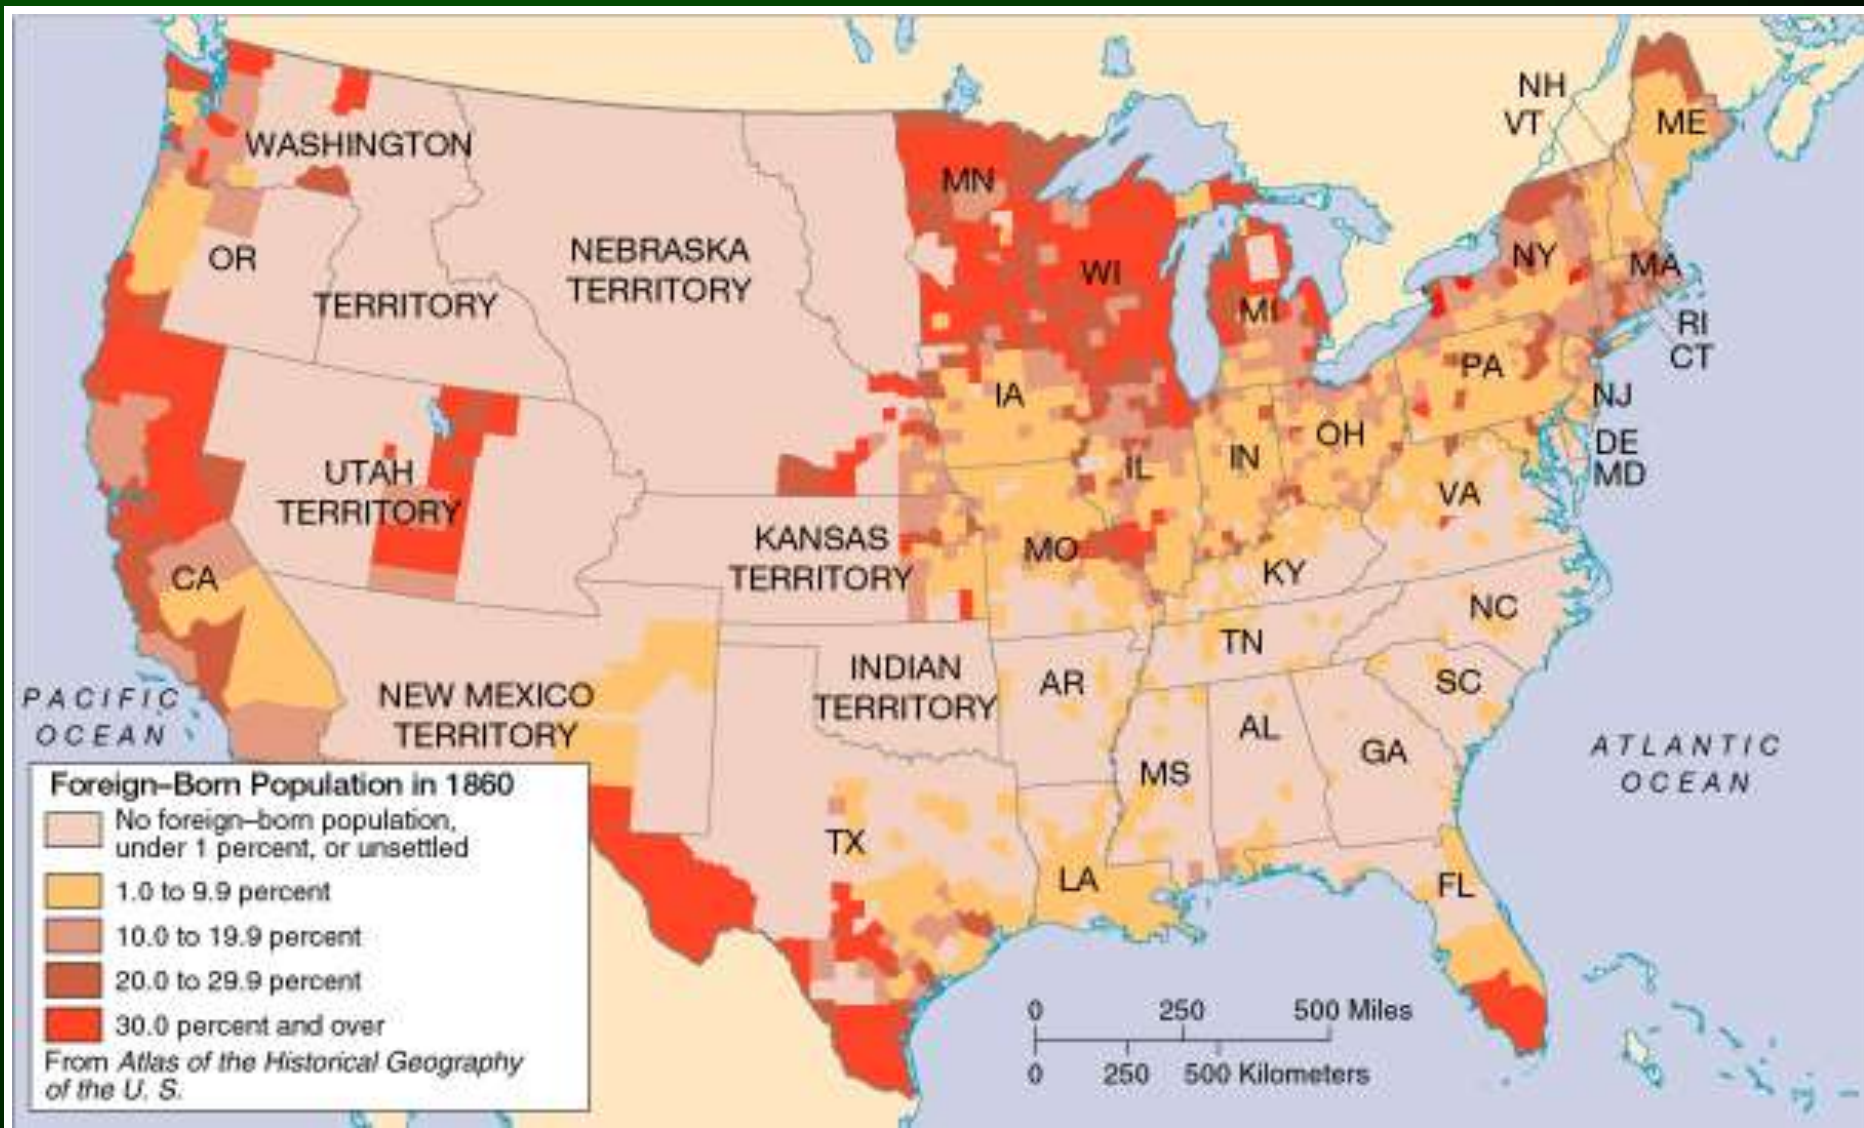 NH
VT
ME
WASHINGTON
MN
OR
NEBRASKA
TERRITORY
WI
NY
MA
TERRITORY
MI
RI
CT
PA
IA
NJ
OH
DE
IN
IL
MD
UTAH
TERRITORY
VA
KANSAS
TERRITORY
MO
CA
KY
NC
TN
INDIAN
TERRITORY
AR
SC
PACIFIC
OCEAN
NEW MEXICO
TERRITORY
AL
GA
MS
ATLANTIC
OCEAN
TX
LA
FL
Foreign–Born Population in 1860
No foreign–born population,
under 1 percent, or unsettled
1.0 to 9.9 percent
10.0 to 19.9 percent
20.0 to 29.9 percent
30.0 percent and over
From Atlas of the Historical Geography
of the U. S.
0 250 500 Miles
0 250 500 Kilometers